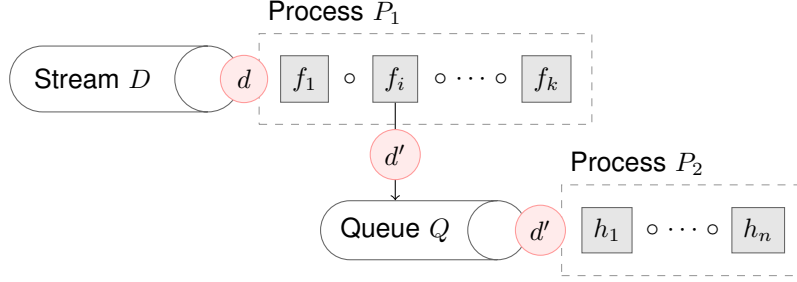 Process P₁
Stream D
d
f₁ ∘ fᵢ ∘ ⋯ ∘ fₖ
d′
Process P₂
Queue Q
d′
h₁ ∘ ⋯ ∘ hₙ